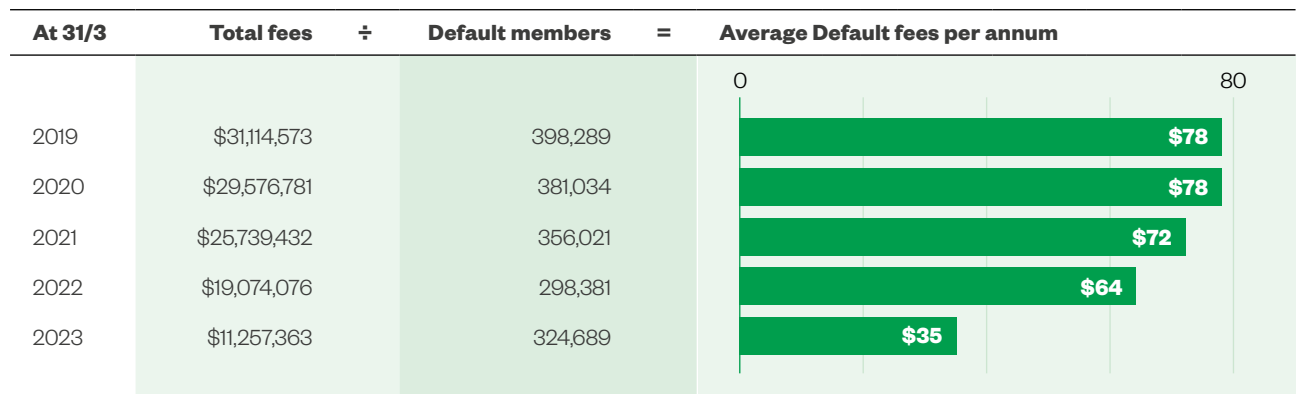 At 31/3 Total fees ÷ Default members = Average Default fees per annum
0 80
2019 $31,114,573 398,289 $78
2020 $29,576,781 381,034 $78
2021 $25,739,432 356,021 $72
2022 $19,074,076 298,381 $64
2023 $11,257,363 324,689 $35